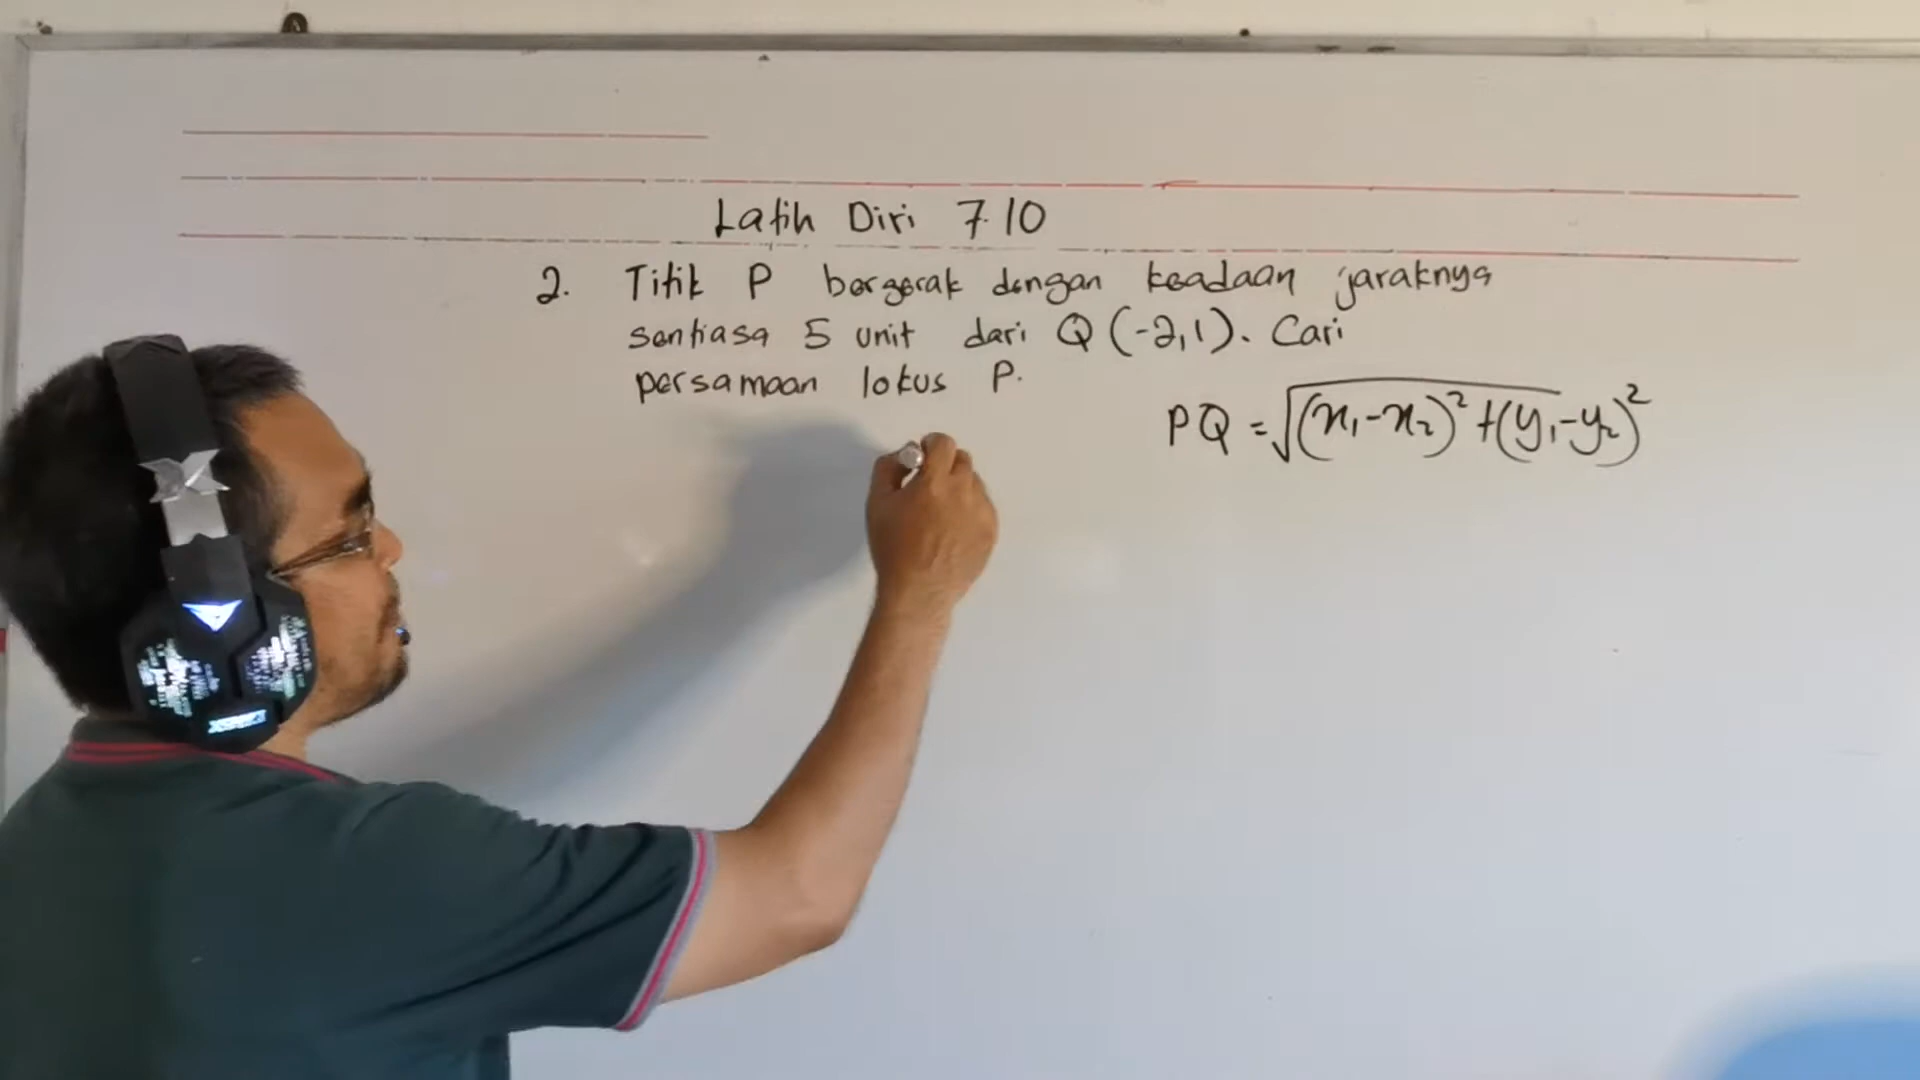 Latih Diri 7.10
2. Titik P bergerak dengan keadaan jaraknya
sentiasa 5 unit dari Q (-2,1). Cari
persamaan lokus P.
PQ = √(x₁-x₂)² + (y₁-y₂)²